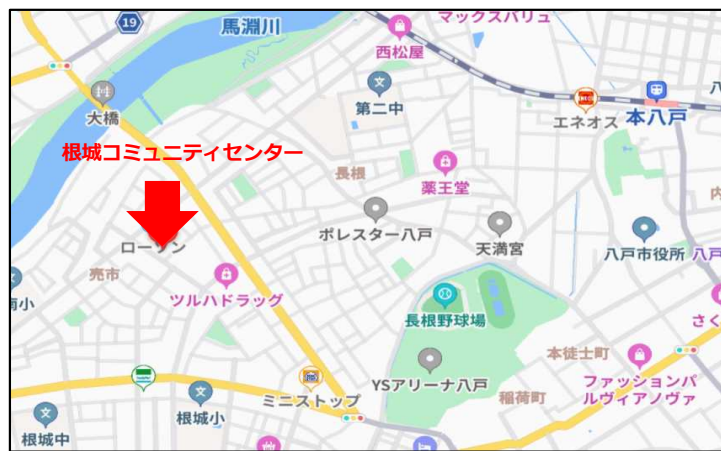 19
馬淵川
マックスバリュ
西松屋
大橋
第二中
エネオス
本八戸
根城コミュニティセンター
長根
薬王堂
ローソン
売市
ポレスター八戸
天満宮
八戸市役所
ツルハドラッグ
長根野球場
さく
本徒士町
YSアリーナ八戸
ファッションパ
ルヴィアノヴァ
稲荷町
ミニストップ
根城小
根城中